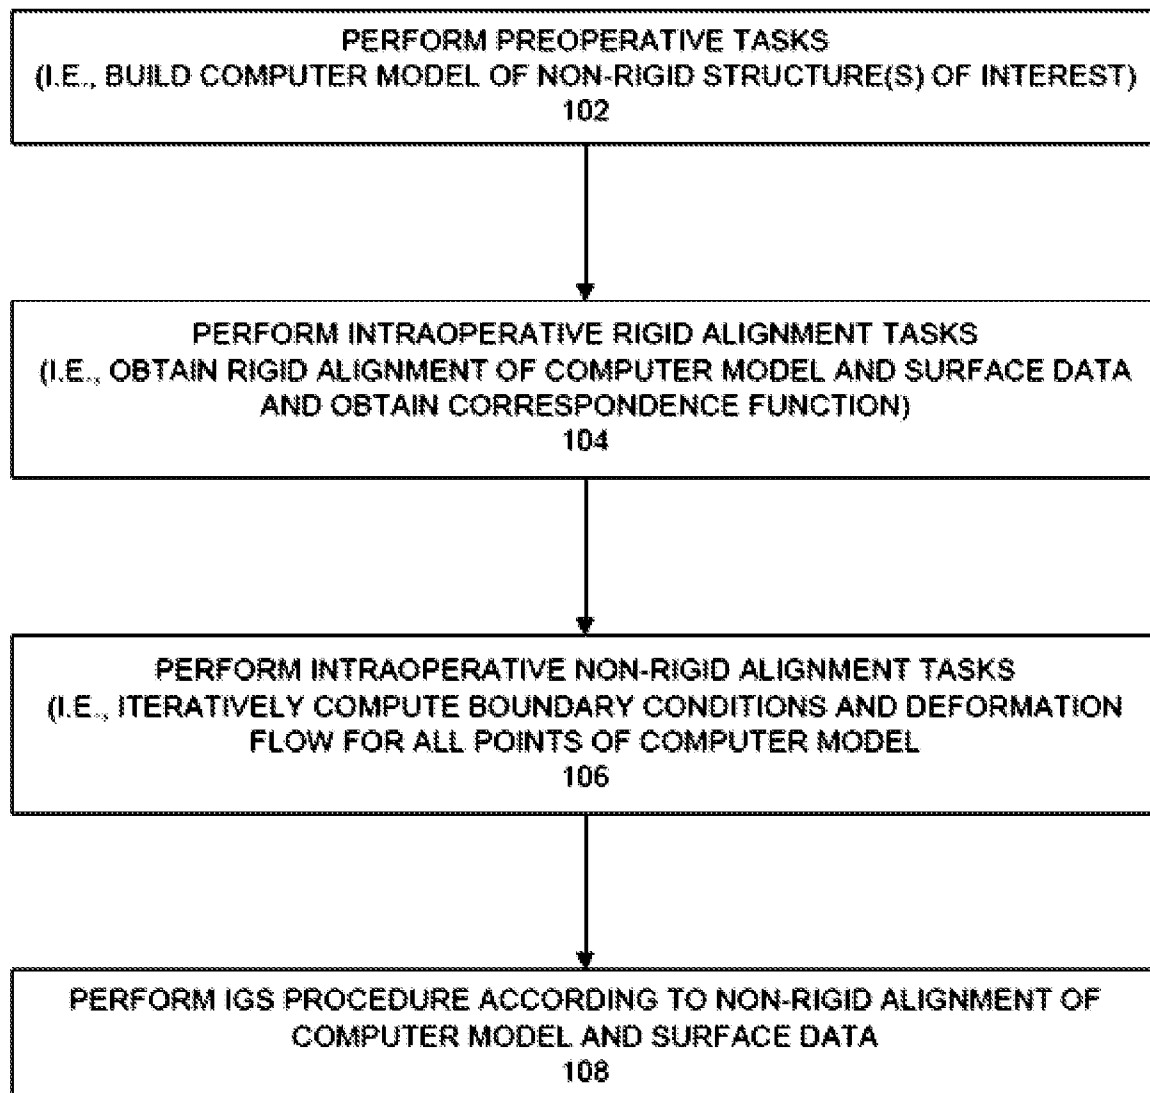 PERFORM PREOPERATIVE TASKS
(I.E., BUILD COMPUTER MODEL OF NON-RIGID STRUCTURE(S) OF INTEREST)
102
PERFORM INTRAOPERATIVE RIGID ALIGNMENT TASKS
(I.E., OBTAIN RIGID ALIGNMENT OF COMPUTER MODEL AND SURFACE DATA
AND OBTAIN CORRESPONDENCE FUNCTION)
104
PERFORM INTRAOPERATIVE NON-RIGID ALIGNMENT TASKS
(I.E., ITERATIVELY COMPUTE BOUNDARY CONDITIONS AND DEFORMATION
FLOW FOR ALL POINTS OF COMPUTER MODEL
106
PERFORM IGS PROCEDURE ACCORDING TO NON-RIGID ALIGNMENT OF
COMPUTER MODEL AND SURFACE DATA
108